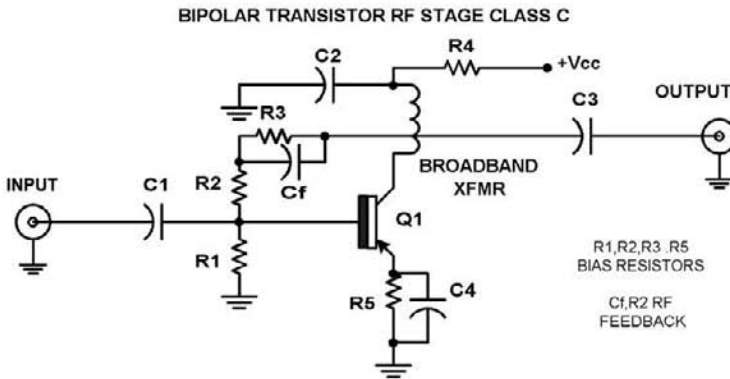 BIPOLAR TRANSISTOR RF STAGE CLASS C
C2
R4
+Vcc
R3
C3
OUTPUT
INPUT
C1
R2
Cf
BROADBAND
XFMR
Q1
R1
R5
C4
R1,R2,R3 .R5
BIAS RESISTORS
Cf,R2 RF
FEEDBACK